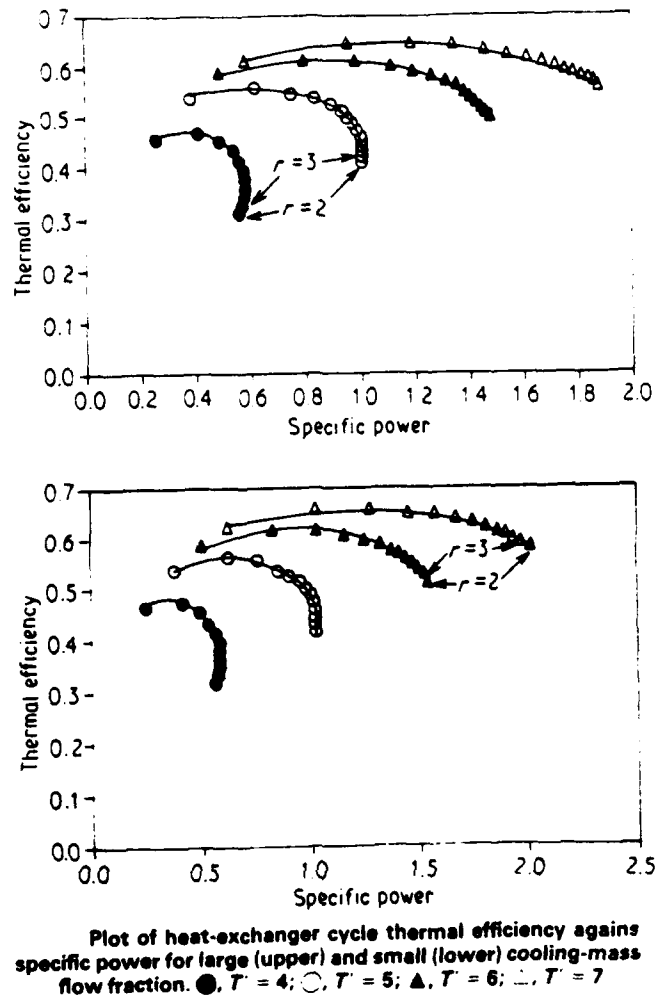 0.7
0.6
0.5
0.4
0.3
0.2
0.1
0.0
Thermal efficiency
r = 3
r = 2
0.0 0.2 0.4 0.6 0.8 1.0 1.2 1.4 1.6 1.8 2.0
Specific power
0.7
0.6
0.5
0.4
0.3
0.2
0.1
0.0
Thermal efficiency
r = 3
r = 2
0.0 0.5 1.0 1.5 2.0 2.5
Specific power
Plot of heat-exchanger cycle thermal efficiency agains
specific power for large (upper) and small (lower) cooling-mass
flow fraction. ●, T' = 4; ○, T' = 5; ▲, T' = 6; △, T' = 7